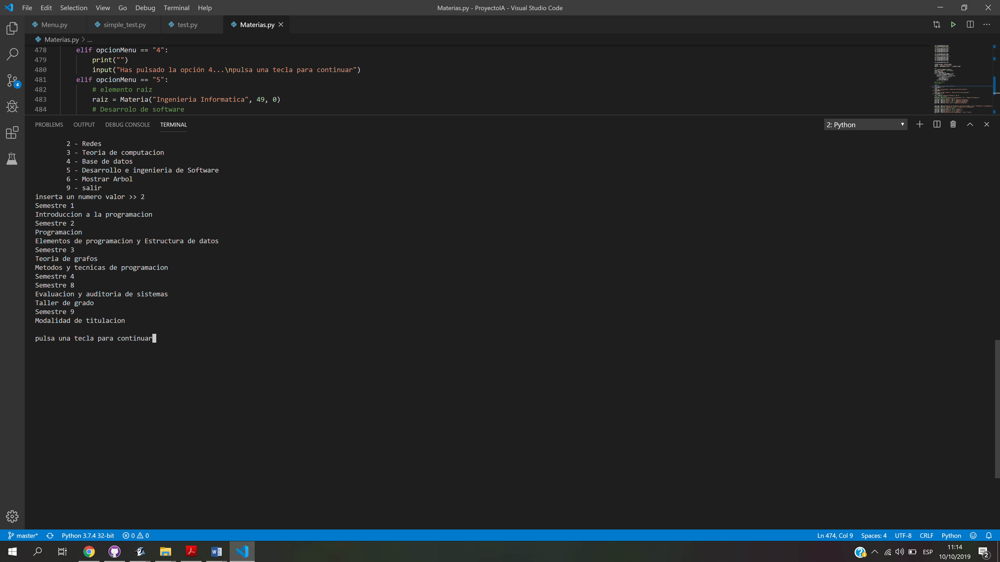 File Edit Selection View Go Debug Terminal Help
Materias.py - ProyectoIA - Visual Studio Code
Menu.py simple_test.py test.py Materias.py
Materias.py > ...
478 elif opcionMenu == "4":
479 print("")
480 input("Has pulsado la opción 4...\npulsa una tecla para continuar")
481 elif opcionMenu == "5":
482 # elemento raiz
483 raiz = Materia("Ingenieria Informatica", 49, 0)
484 # Desarrolo de software
4
PROBLEMS OUTPUT DEBUG CONSOLE TERMINAL
2: Python
2 - Redes
3 - Teoria de computacion
4 - Base de datos
5 - Desarrollo e ingenieria de Software
6 - Mostrar Arbol
9 - salir
inserta un numero valor >> 2
Semestre 1
Introduccion a la programacion
Semestre 2
Programacion
Elementos de programacion y Estructura de datos
Semestre 3
Teoria de grafos
Metodos y tecnicas de programacion
Semestre 4
Semestre 8
Evaluacion y auditoria de sistemas
Taller de grado
Semestre 9
Modalidad de titulacion
pulsa una tecla para continuar
master* Python 3.7.4 32-bit 0 0 Ln 474, Col 9 Spaces: 4 UTF-8 CRLF Python
ESP
11:14
10/10/2019
2